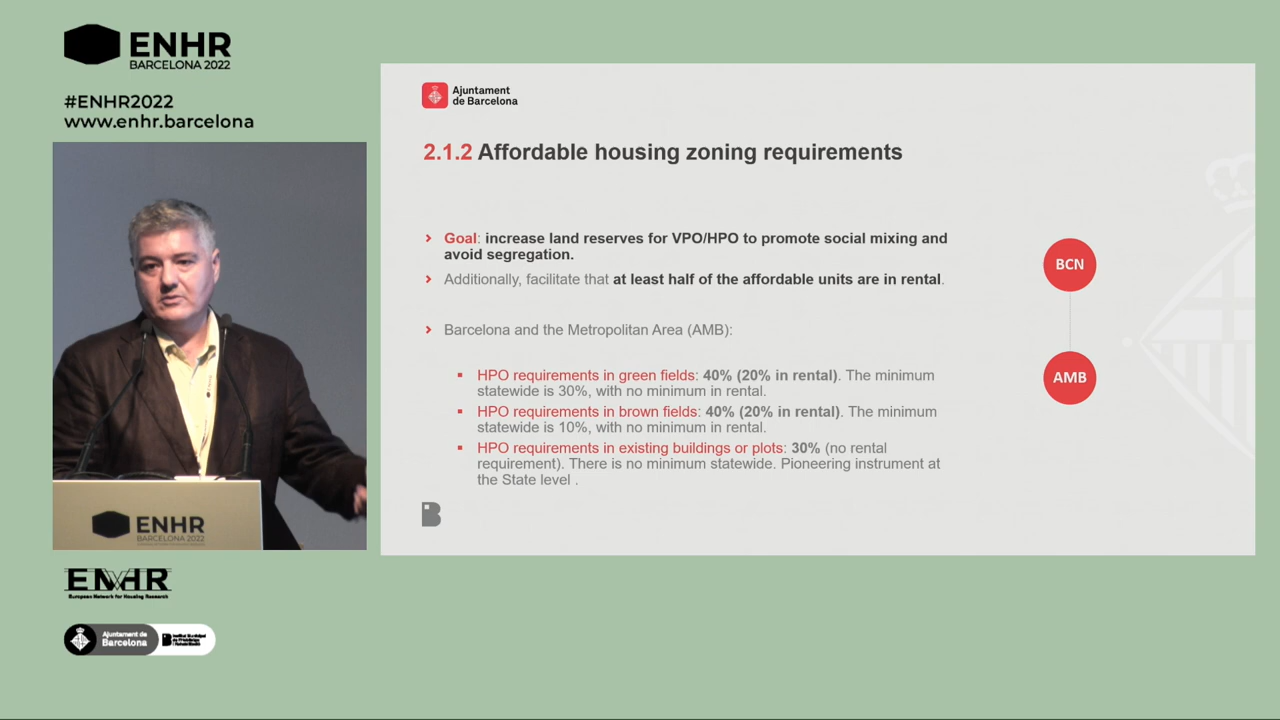 ENHR
BARCELONA 2022
#ENHR2022
www.enhr.barcelona
Ajuntament
de Barcelona
2.1.2 Affordable housing zoning requirements
Goal: increase land reserves for VPO/HPO to promote social mixing and
avoid segregation.
Additionally, facilitate that at least half of the affordable units are in rental.
Barcelona and the Metropolitan Area (AMB):
HPO requirements in green fields: 40% (20% in rental). The minimum
statewide is 30%, with no minimum in rental.
HPO requirements in brown fields: 40% (20% in rental). The minimum
statewide is 10%, with no minimum in rental.
HPO requirements in existing buildings or plots: 30% (no rental
requirement). There is no minimum statewide. Pioneering instrument at
the State level .
BCN
AMB
B
ENHR
BARCELONA 2022
ENHR
European Network for Housing Research
Ajuntament de
Barcelona